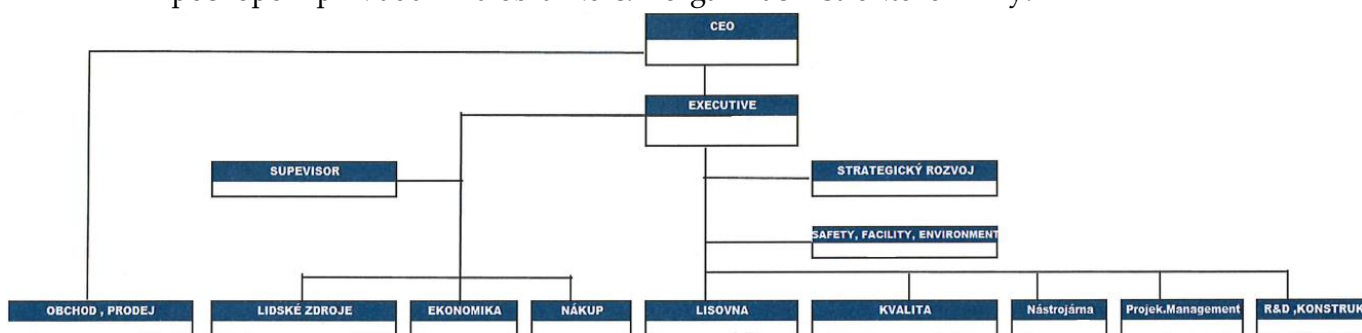 CEO
EXECUTIVE
SUPEVISOR
STRATEGICKÝ ROZVOJ
SAFETY, FACILITY, ENVIRONMENT
OBCHOD , PRODEJ
LIDSKÉ ZDROJE
EKONOMIKA
NÁKUP
LISOVNA
KVALITA
Nástrojárna
Projek.Management
R&D ,KONSTRUK